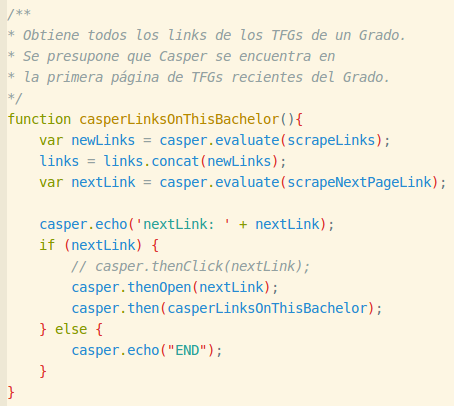 /**
* Obtiene todos los links de los TFGs de un Grado.
* Se presupone que Casper se encuentra en
* la primera página de TFGs recientes del Grado.
*/
function casperLinksOnThisBachelor(){
    var newLinks = casper.evaluate(scrapeLinks);
    links = links.concat(newLinks);
    var nextLink = casper.evaluate(scrapeNextPageLink);

    casper.echo('nextLink: ' + nextLink);
    if (nextLink) {
        // casper.thenClick(nextLink);
        casper.thenOpen(nextLink);
        casper.then(casperLinksOnThisBachelor);
    } else {
        casper.echo("END");
    }
}